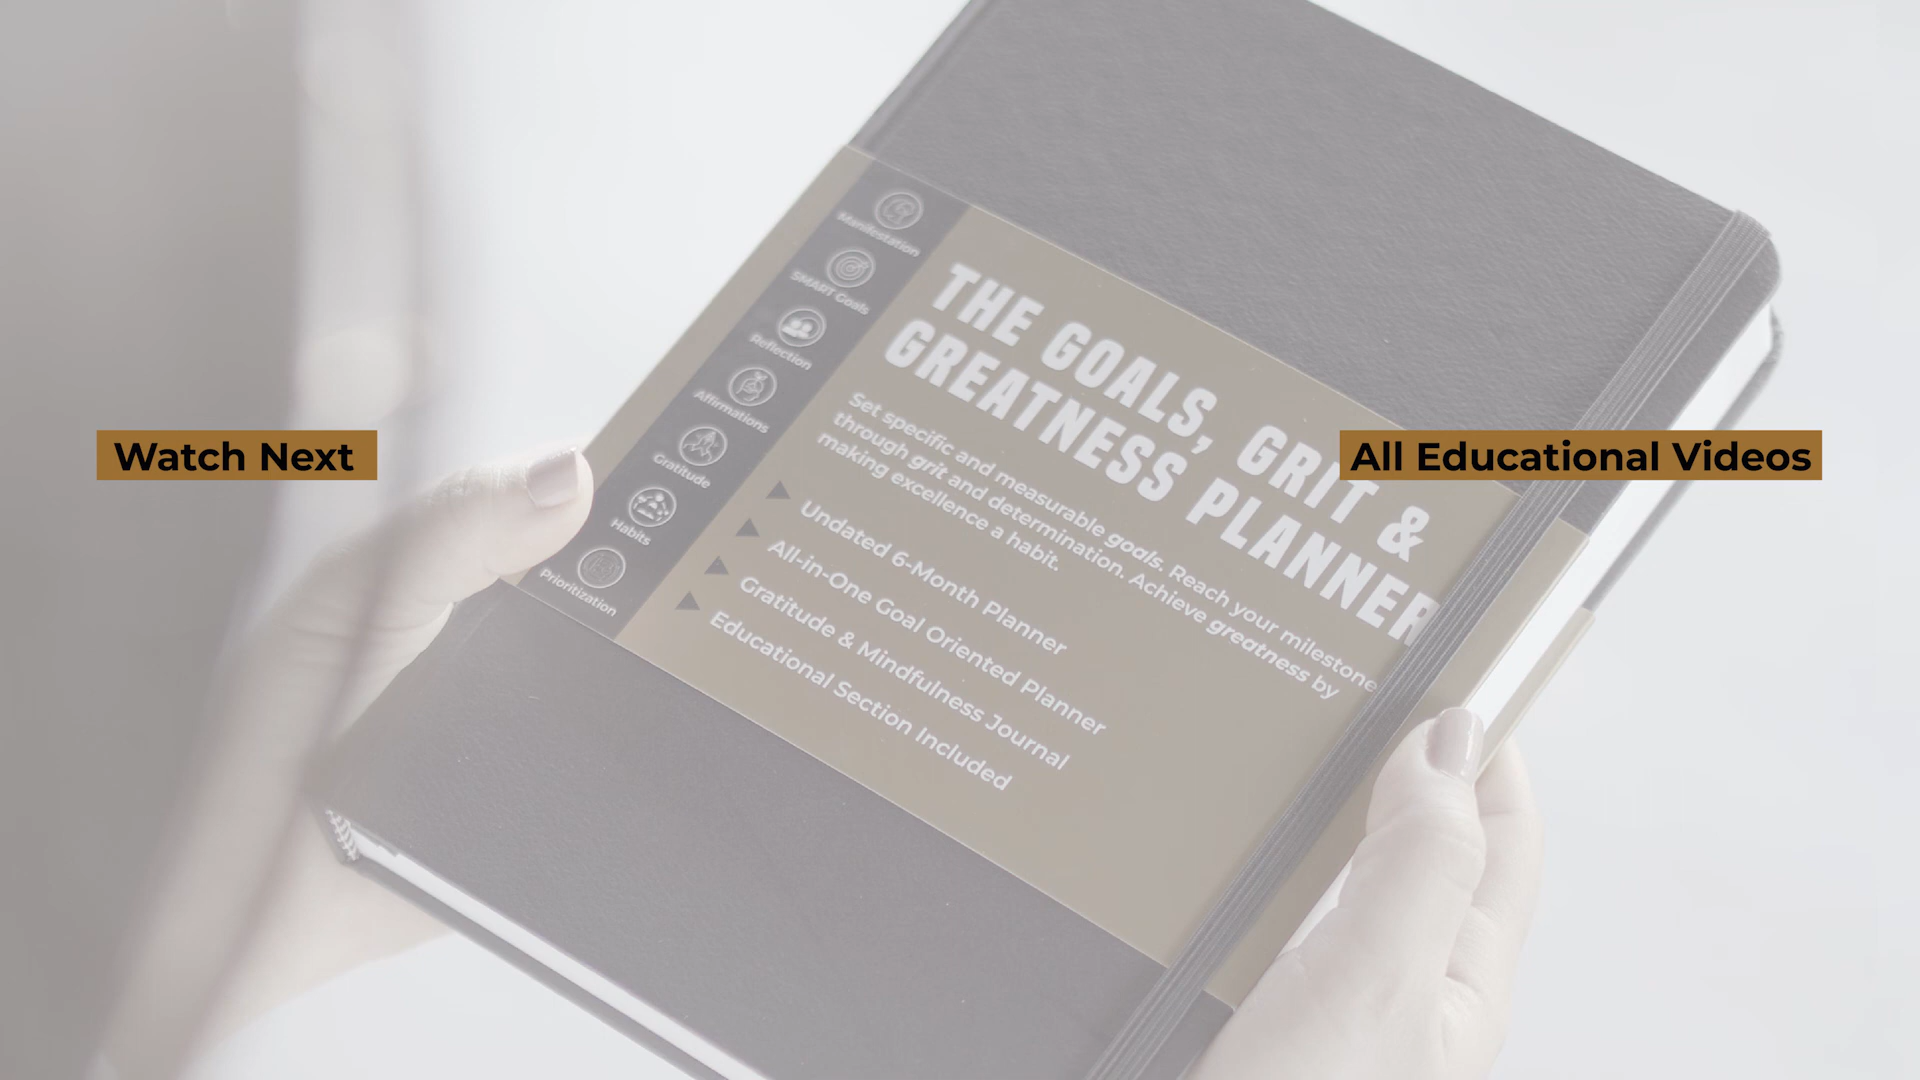 Watch Next
All Educational Videos
Manifestation
SMART Goals
Reflection
Affirmations
Gratitude
Habits
Prioritization
THE GOALS, GRIT &
GREATNESS PLANNER
Set specific and measurable goals. Reach your milestone
through grit and determination. Achieve greatness by
making excellence a habit.
Undated 6-Month Planner
All-in-One Goal Oriented Planner
Gratitude & Mindfulness Journal
Educational Section Included